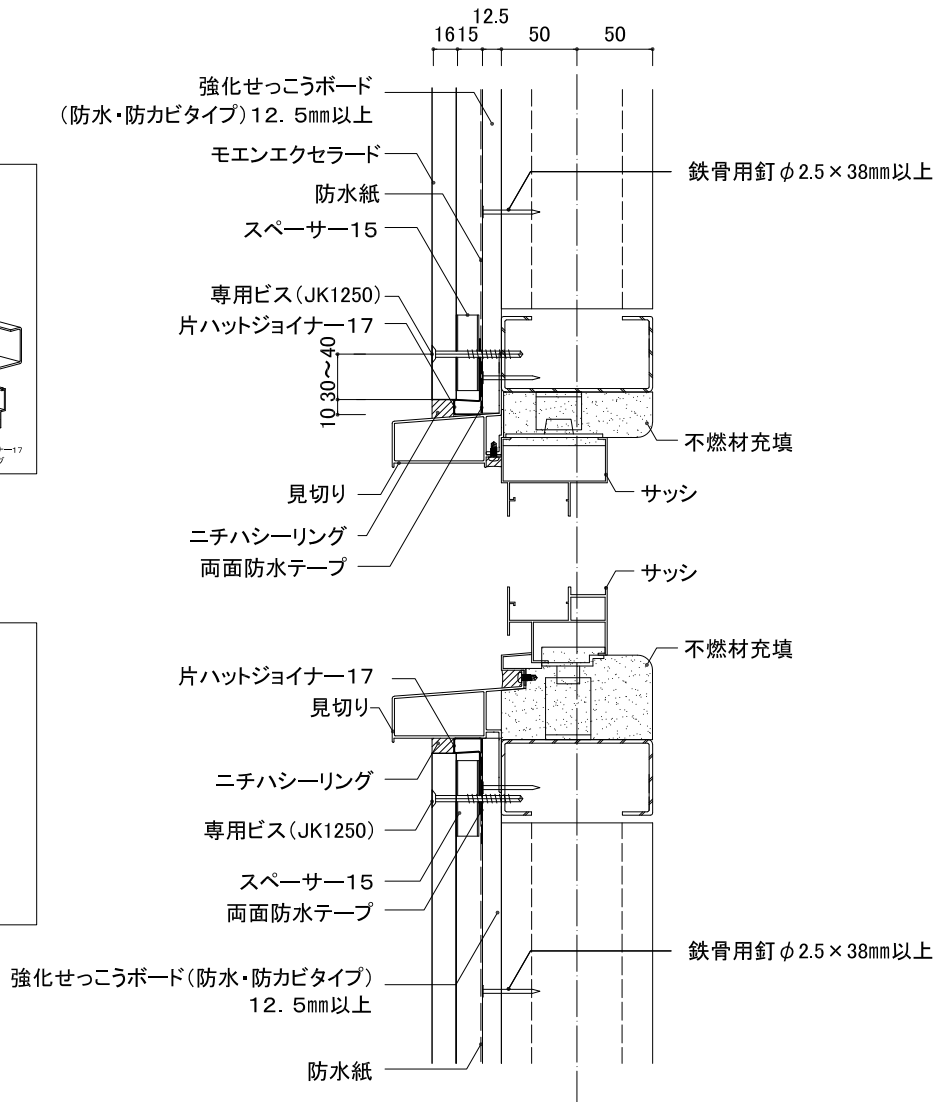 12.5
16 15 50 50
強化せっこうボード
(防水・防カビタイプ)12. 5mm以上
モエンエクセラード
鉄骨用釘φ2.5×38mm以上
防水紙
スペーサー15
専用ビス(JK1250)
片ハットジョイナー17
30~40
10
不燃材充填
見切り
サッシ
ニチハシーリング
両面防水テープ
サッシ
不燃材充填
片ハットジョイナー17
見切り
ニチハシーリング
専用ビス(JK1250)
スペーサー15
両面防水テープ
鉄骨用釘φ2.5×38mm以上
強化せっこうボード(防水・防カビタイプ)
12. 5mm以上
防水紙